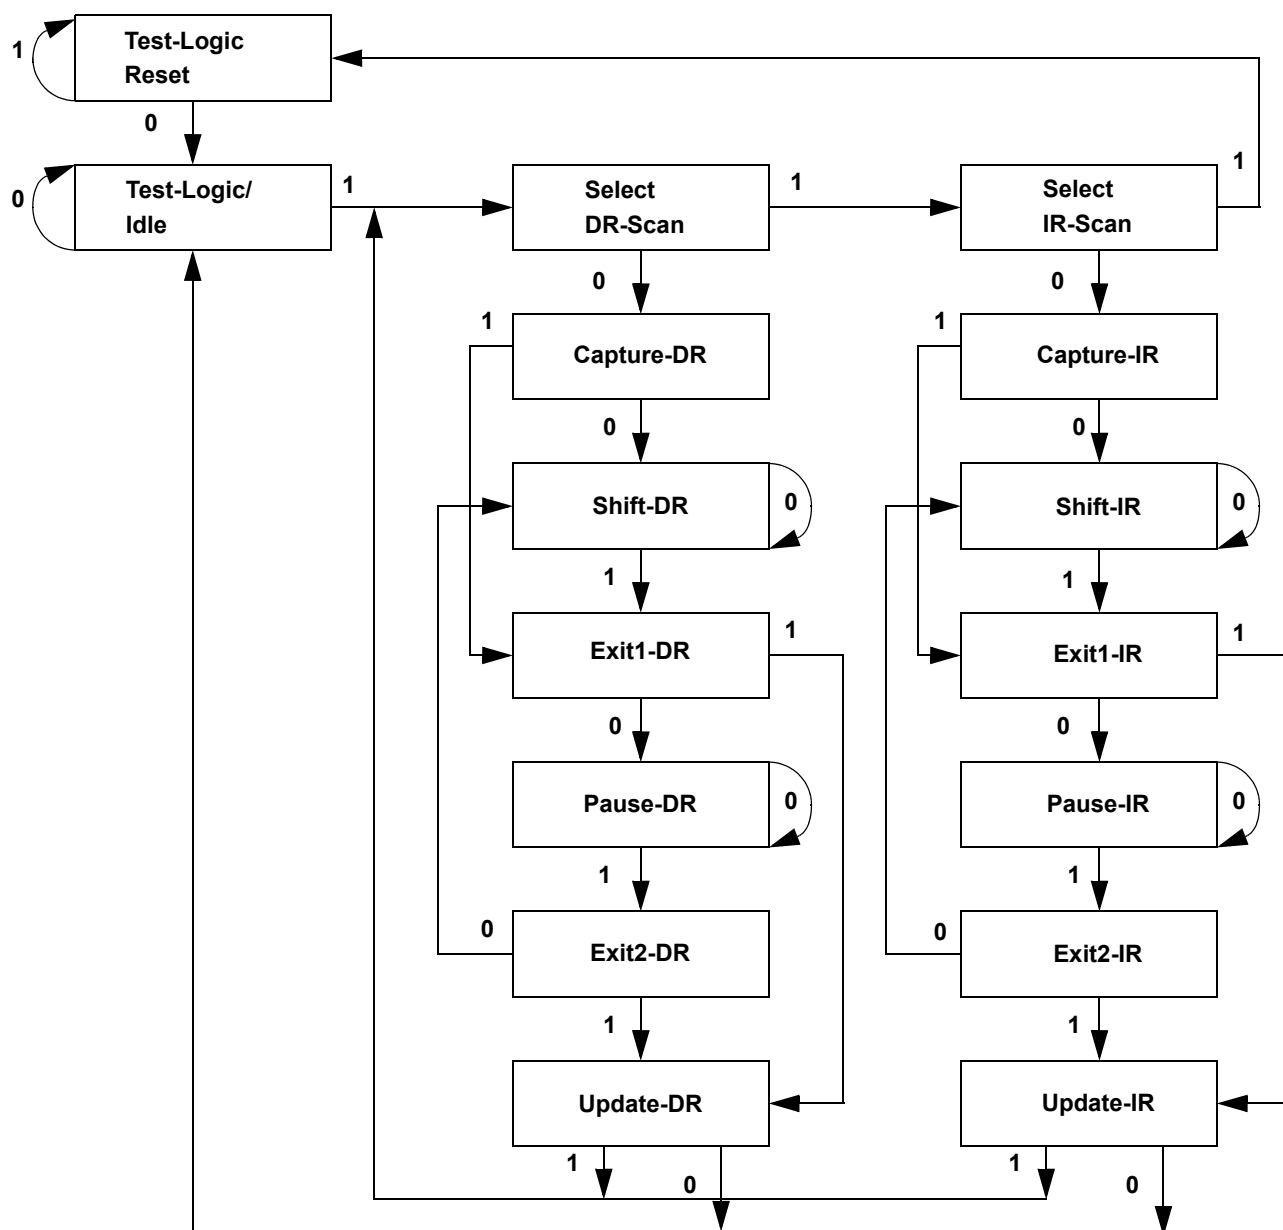 Test-Logic
Reset
1
0
Test-Logic/
Idle
0
1
Select
DR-Scan
1
Select
IR-Scan
1
0
0
1
Capture-DR
1
Capture-IR
0
0
Shift-DR
0
Shift-IR
0
1
1
Exit1-DR
1
Exit1-IR
1
0
0
Pause-DR
0
Pause-IR
0
1
1
0
Exit2-DR
0
Exit2-IR
1
1
Update-DR
Update-IR
1
0
1
0